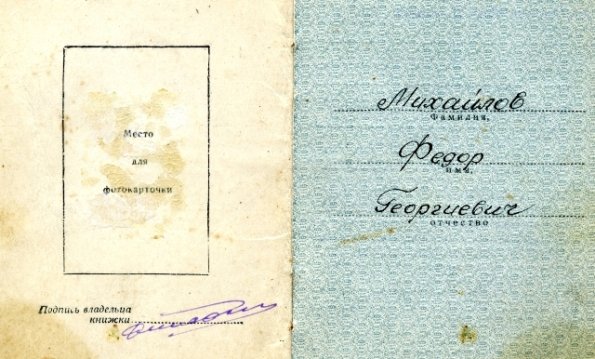 Место
для
фотокарточки
Подпись владельца
книжки
Михайлов
Фамилия,
Федор
имя,
Георгиевич
отчество